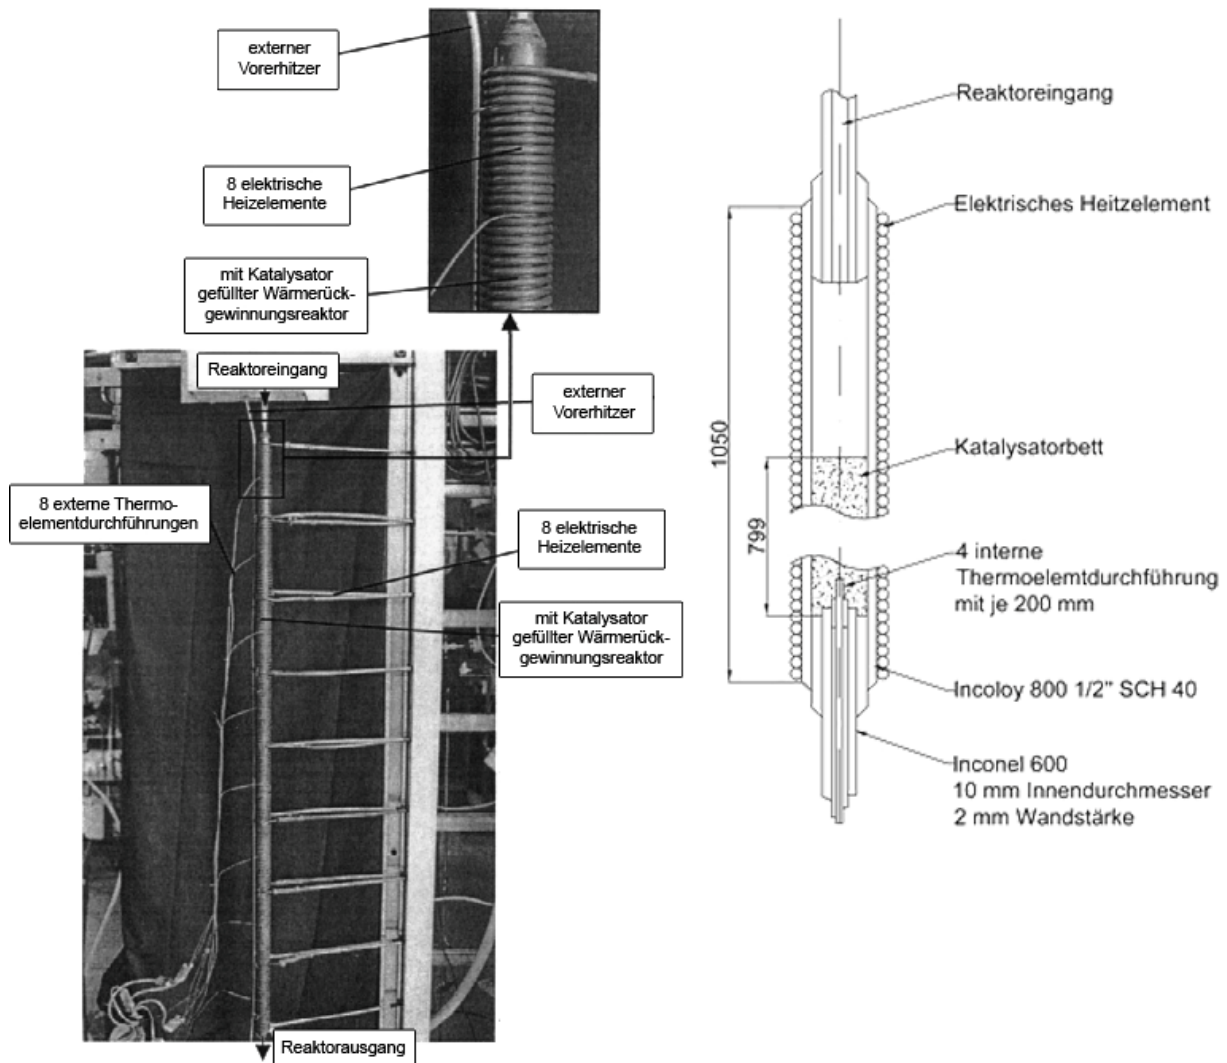 externer
Vorerhitzer
8 elektrische
Heizelemente
mit Katalysator
gefüllter Wärmerück-
gewinnungsreaktor
Reaktoreingang
externer
Vorerhitzer
8 externe Thermo-
elementdurchführungen
8 elektrische
Heizelemente
mit Katalysator
gefüllter Wärmerück-
gewinnungsreaktor
Reaktorausgang
Reaktoreingang
Elektrisches Heitzelement
1050
Katalysatorbett
799
4 interne
Thermoelemtdurchführung
mit je 200 mm
Incoloy 800 1/2" SCH 40
Inconel 600
10 mm Innendurchmesser
2 mm Wandstärke